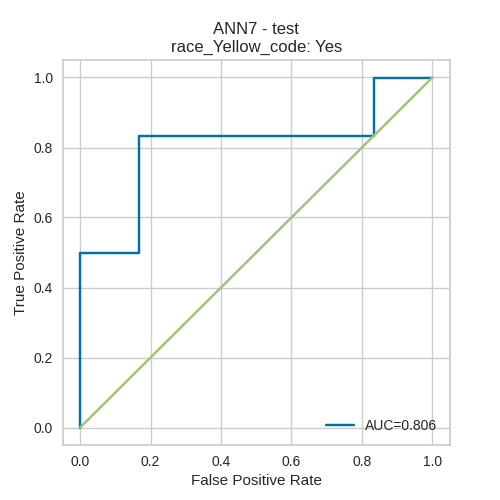 ANN7 - test
race_Yellow_code: Yes
True Positive Rate
1.0
0.8
0.6
0.4
0.2
0.0
AUC=0.806
0.0 0.2 0.4 0.6 0.8 1.0
False Positive Rate